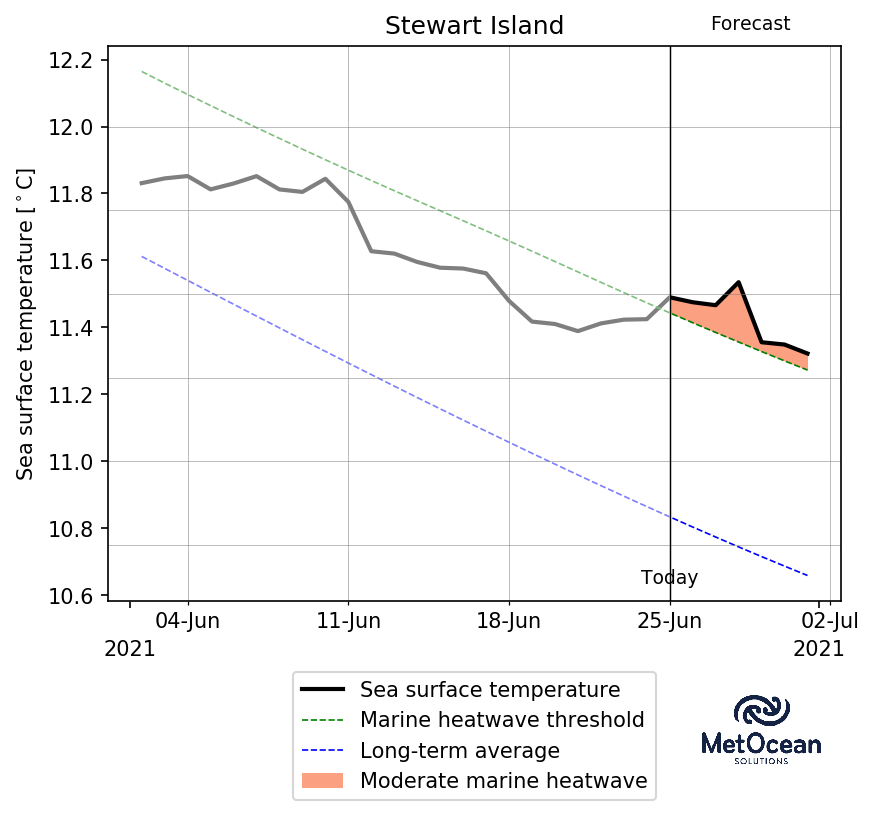 Stewart Island
Forecast
Sea surface temperature [°C]
12.2
12.0
11.8
11.6
11.4
11.2
11.0
10.8
10.6
Today
04-Jun
11-Jun
18-Jun
25-Jun
02-Jul
2021
2021
Sea surface temperature
Marine heatwave threshold
Long-term average
Moderate marine heatwave
MetOcean
SOLUTIONS